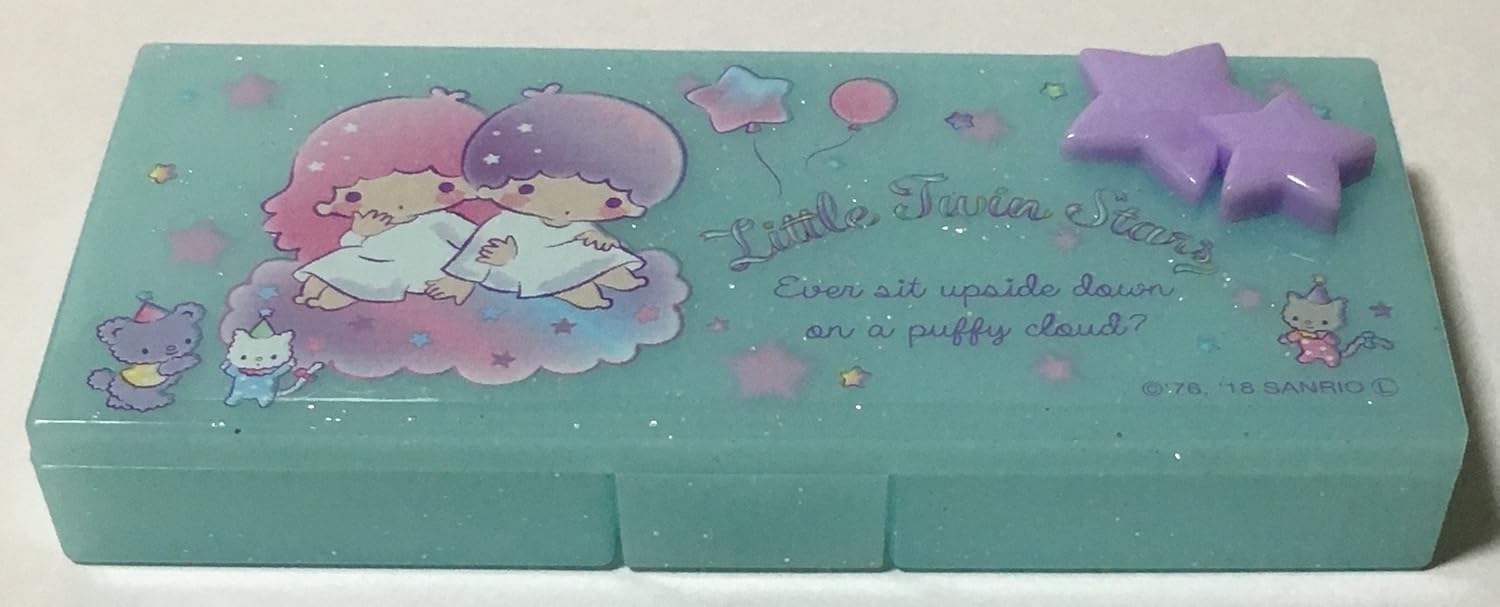 Little Twin Stars
Ever sit upside down
on a puffy cloud?
©'76, '18 SANRIO Ⓛ